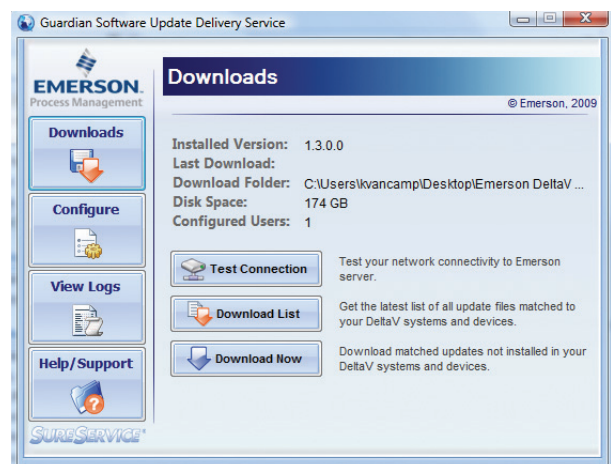 Guardian Software Update Delivery Service
EMERSON.
Process Management
Downloads
© Emerson, 2009
Downloads
Configure
View Logs
Help/Support
SURESERVICE®
Installed Version: 1.3.0.0
Last Download:
Download Folder: C:\Users\kvancamp\Desktop\Emerson DeltaV ...
Disk Space: 174 GB
Configured Users: 1
Test Connection
Test your network connectivity to Emerson
server.
Download List
Get the latest list of all update files matched to
your DeltaV systems and devices.
Download Now
Download matched updates not installed in your
DeltaV systems and devices.